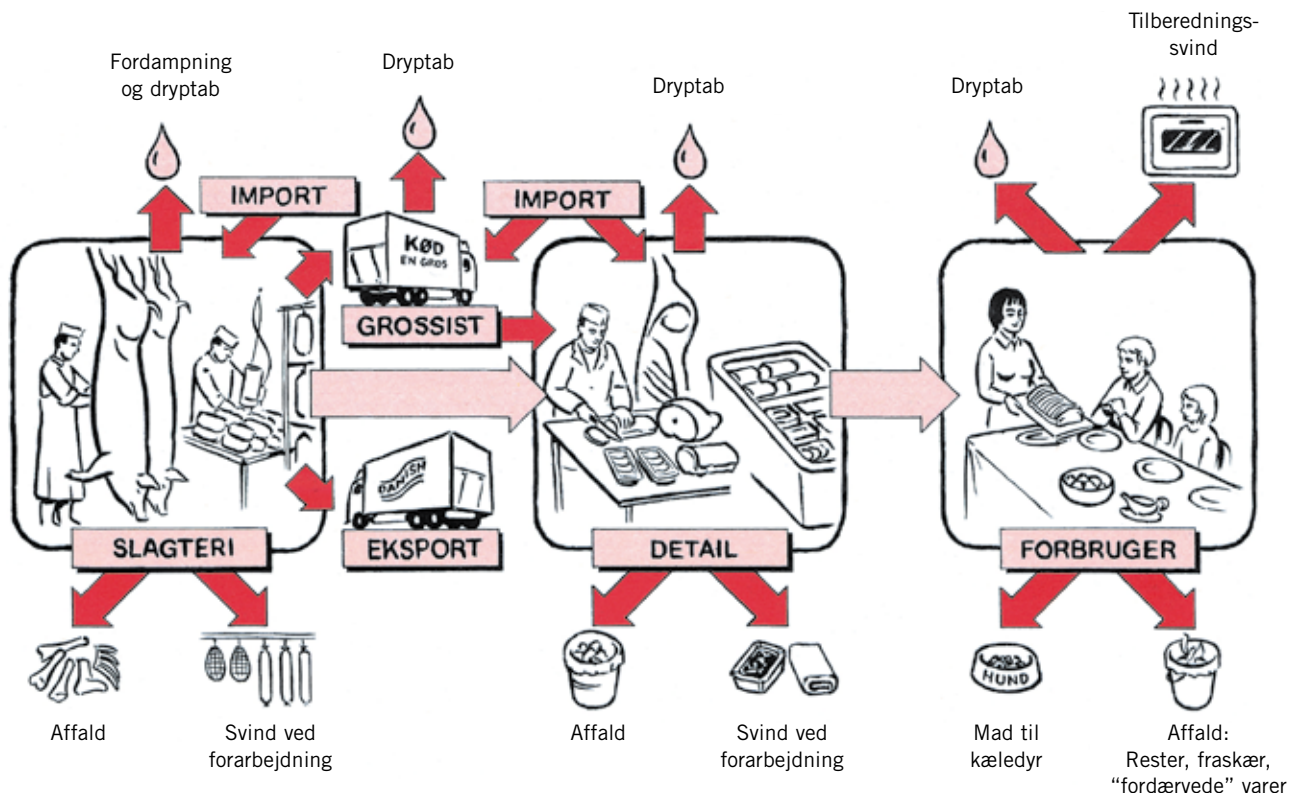 Tilberednings-
svind
Fordampning
og dryptab
Dryptab
Dryptab
Dryptab
IMPORT
IMPORT
KØD
EN GROS
GROSSIST
DANISH
SLAGTERI
EKSPORT
DETAIL
FORBRUGER
HUND
Affald
Svind ved
forarbejdning
Affald
Svind ved
forarbejdning
Mad til
kæledyr
Affald:
Rester, fraskær,
“fordærvede” varer